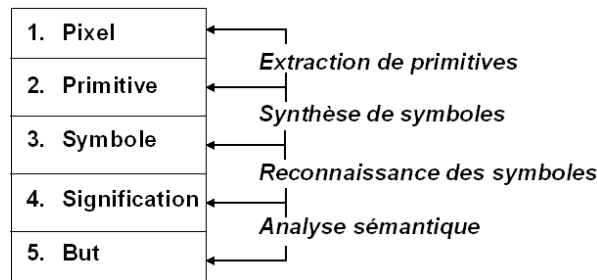 1. Pixel
Extraction de primitives
2. Primitive
Synthèse de symboles
3. Symbole
Reconnaissance des symboles
4. Signification
Analyse sémantique
5. But